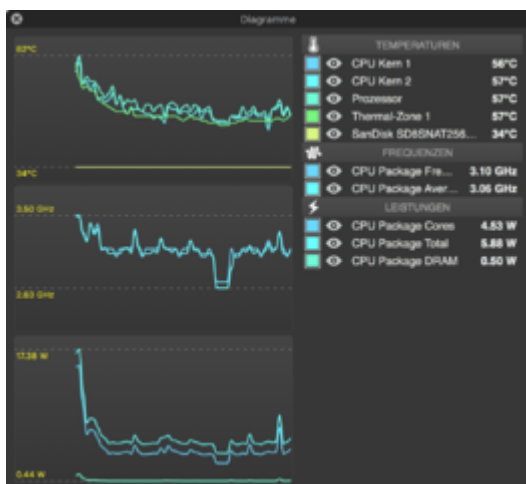 Diagramme
82°C
34°C
3.50 GHz
2.63 GHz
17.38 W
0.44 W
TEMPERATUREN
CPU Kern 1 56°C
CPU Kern 2 57°C
Prozessor 57°C
Thermal-Zone 1 57°C
SanDisk SD8SNAT256... 34°C
FREQUENZEN
CPU Package Fre... 3.10 GHz
CPU Package Aver... 3.06 GHz
LEISTUNGEN
CPU Package Cores 4.53 W
CPU Package Total 5.88 W
CPU Package DRAM 0.50 W